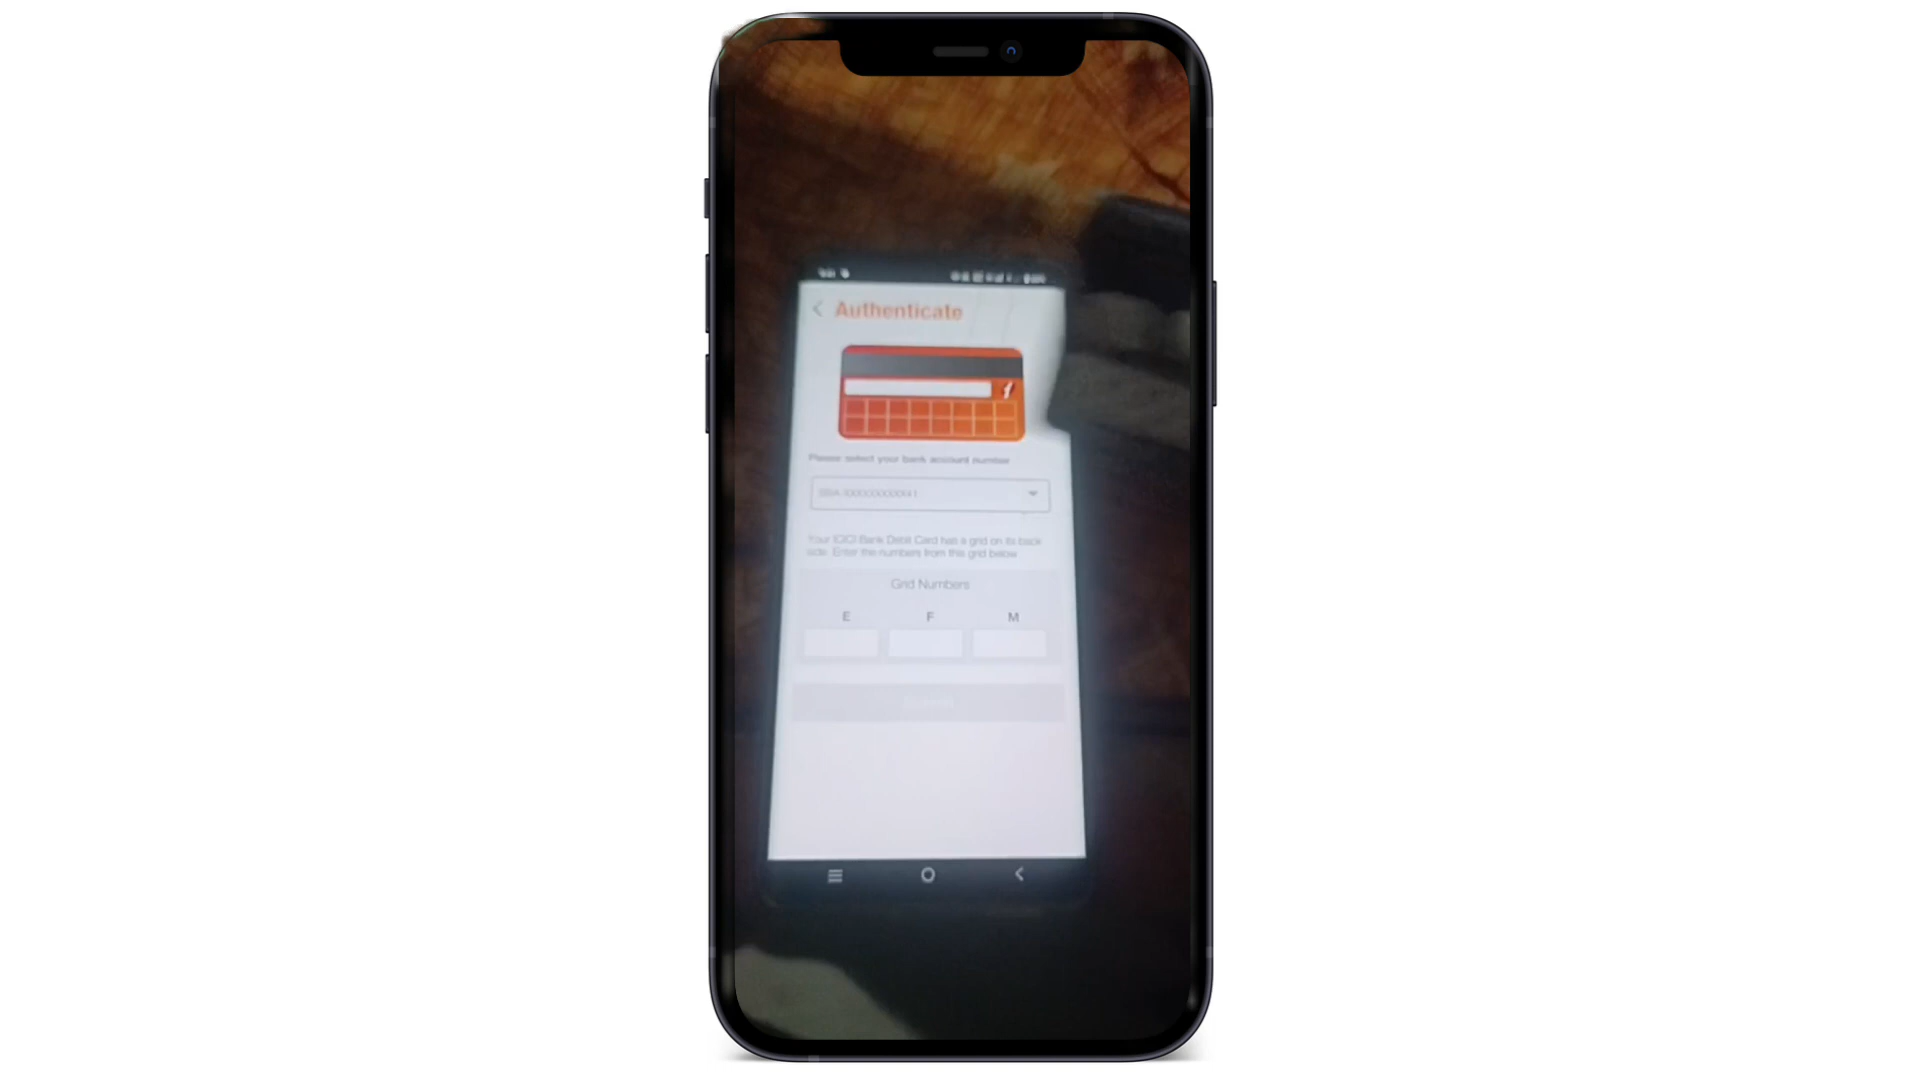 Authenticate
Please select your bank account number
Your ICICI Bank Debit Card has a grid on its back
side. Enter the numbers from this grid below
Grid Numbers
E F M